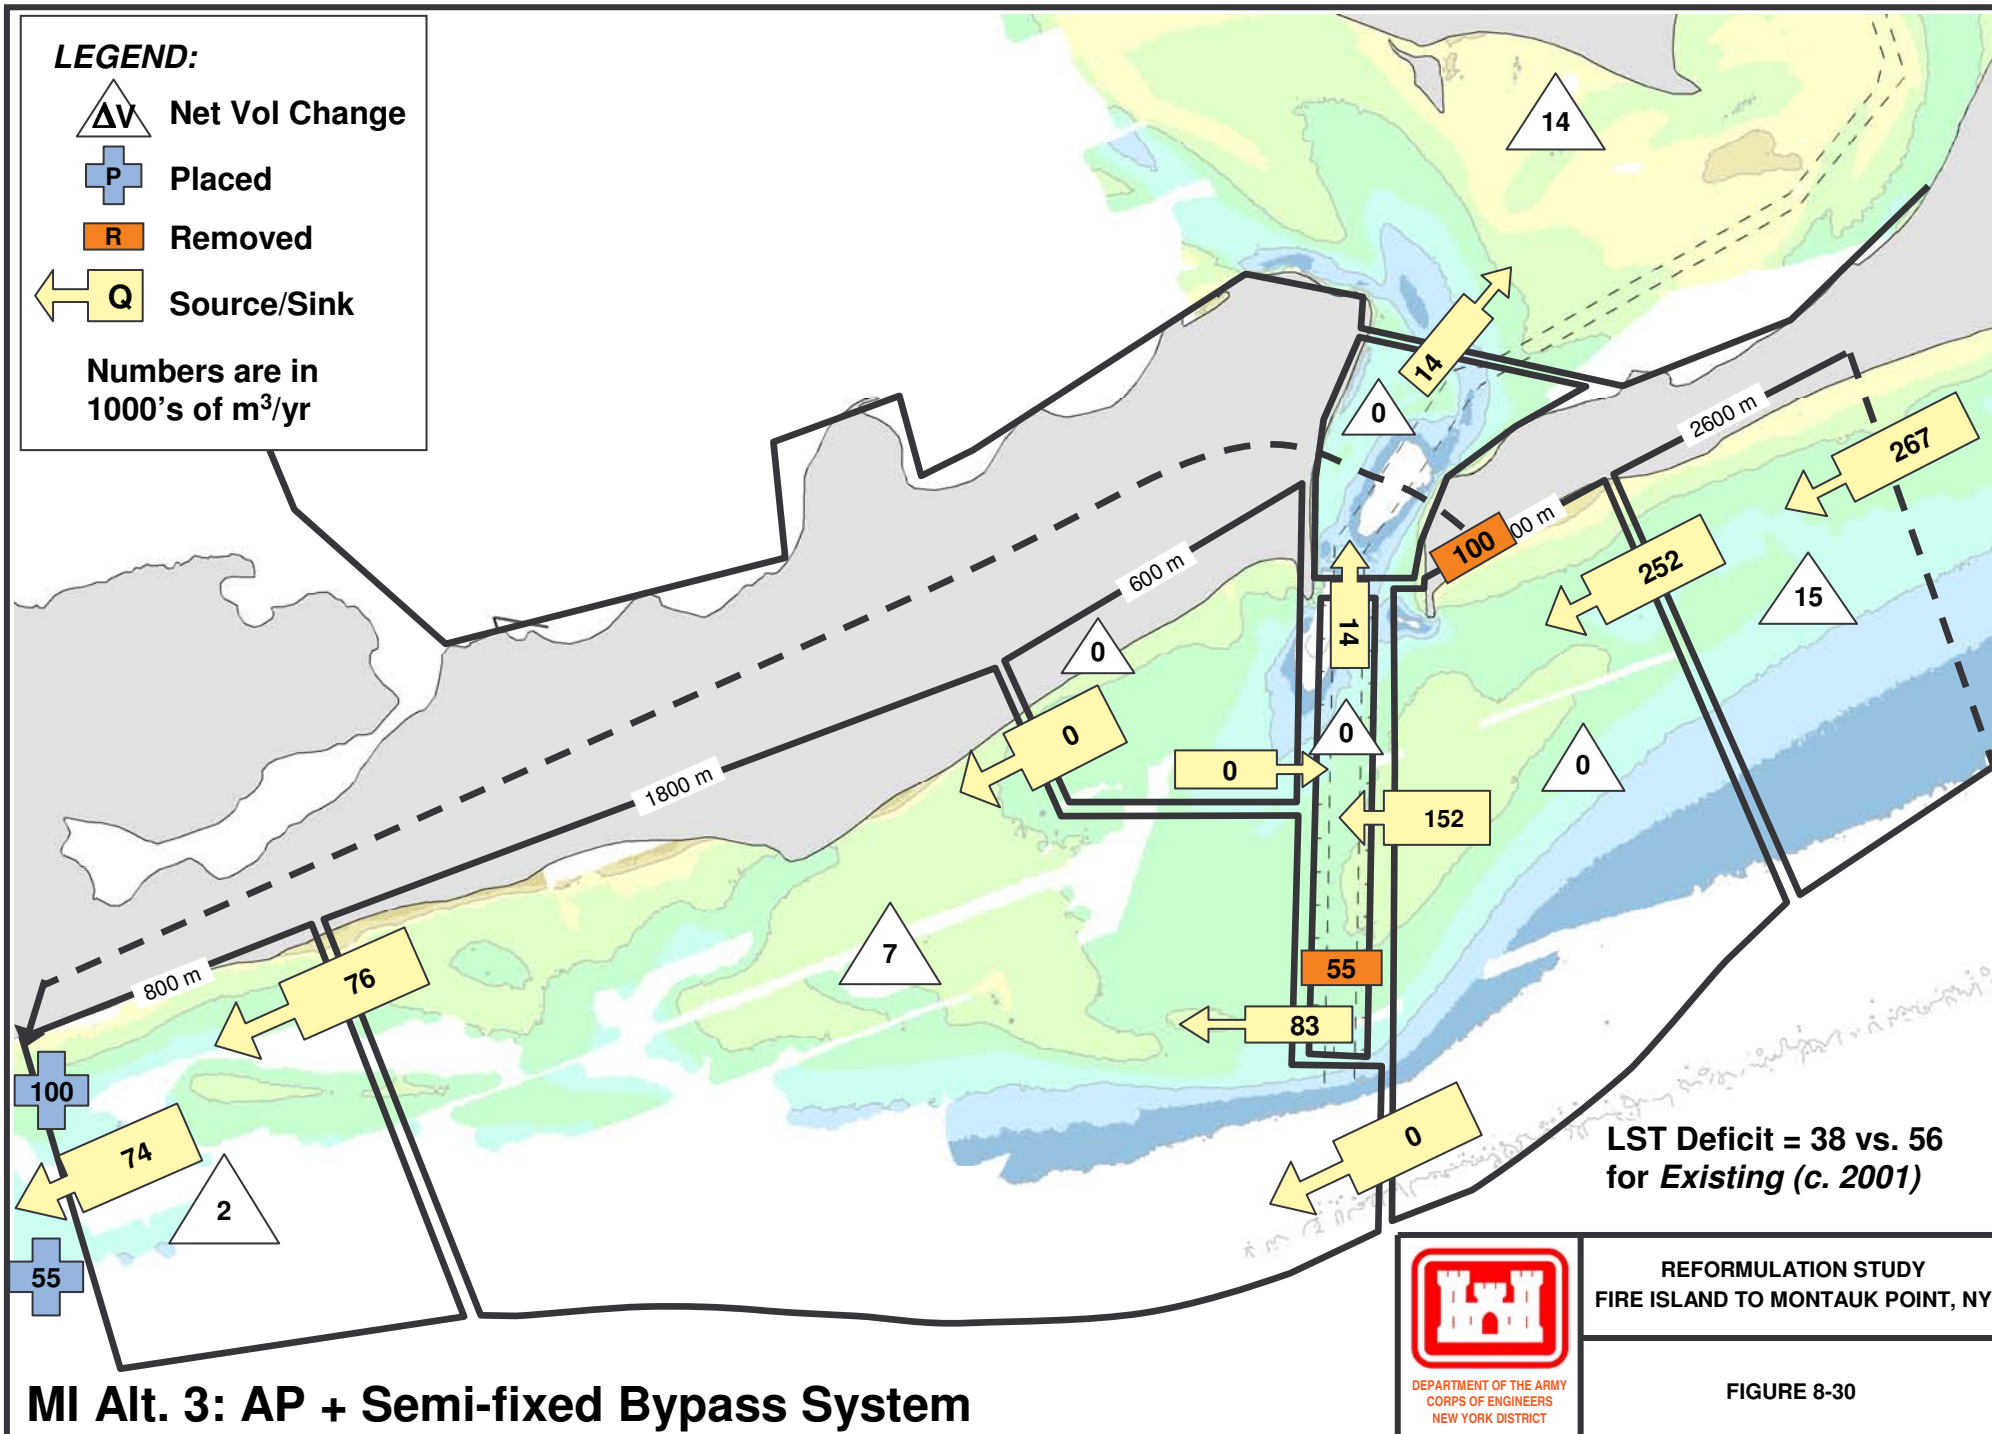 LEGEND:
ΔV Net Vol Change
P Placed
R Removed
Q Source/Sink
Numbers are in
1000's of m³/yr
14
14
0
2600 m
267
100
00 m
252
15
600 m
0
14
0
0
0
0
152
1800 m
7
55
83
76
800 m
100
74
2
55
0
LST Deficit = 38 vs. 56
for Existing (c. 2001)
REFORMULATION STUDY
FIRE ISLAND TO MONTAUK POINT, NY
DEPARTMENT OF THE ARMY
CORPS OF ENGINEERS
NEW YORK DISTRICT
FIGURE 8-30
MI Alt. 3: AP + Semi-fixed Bypass System